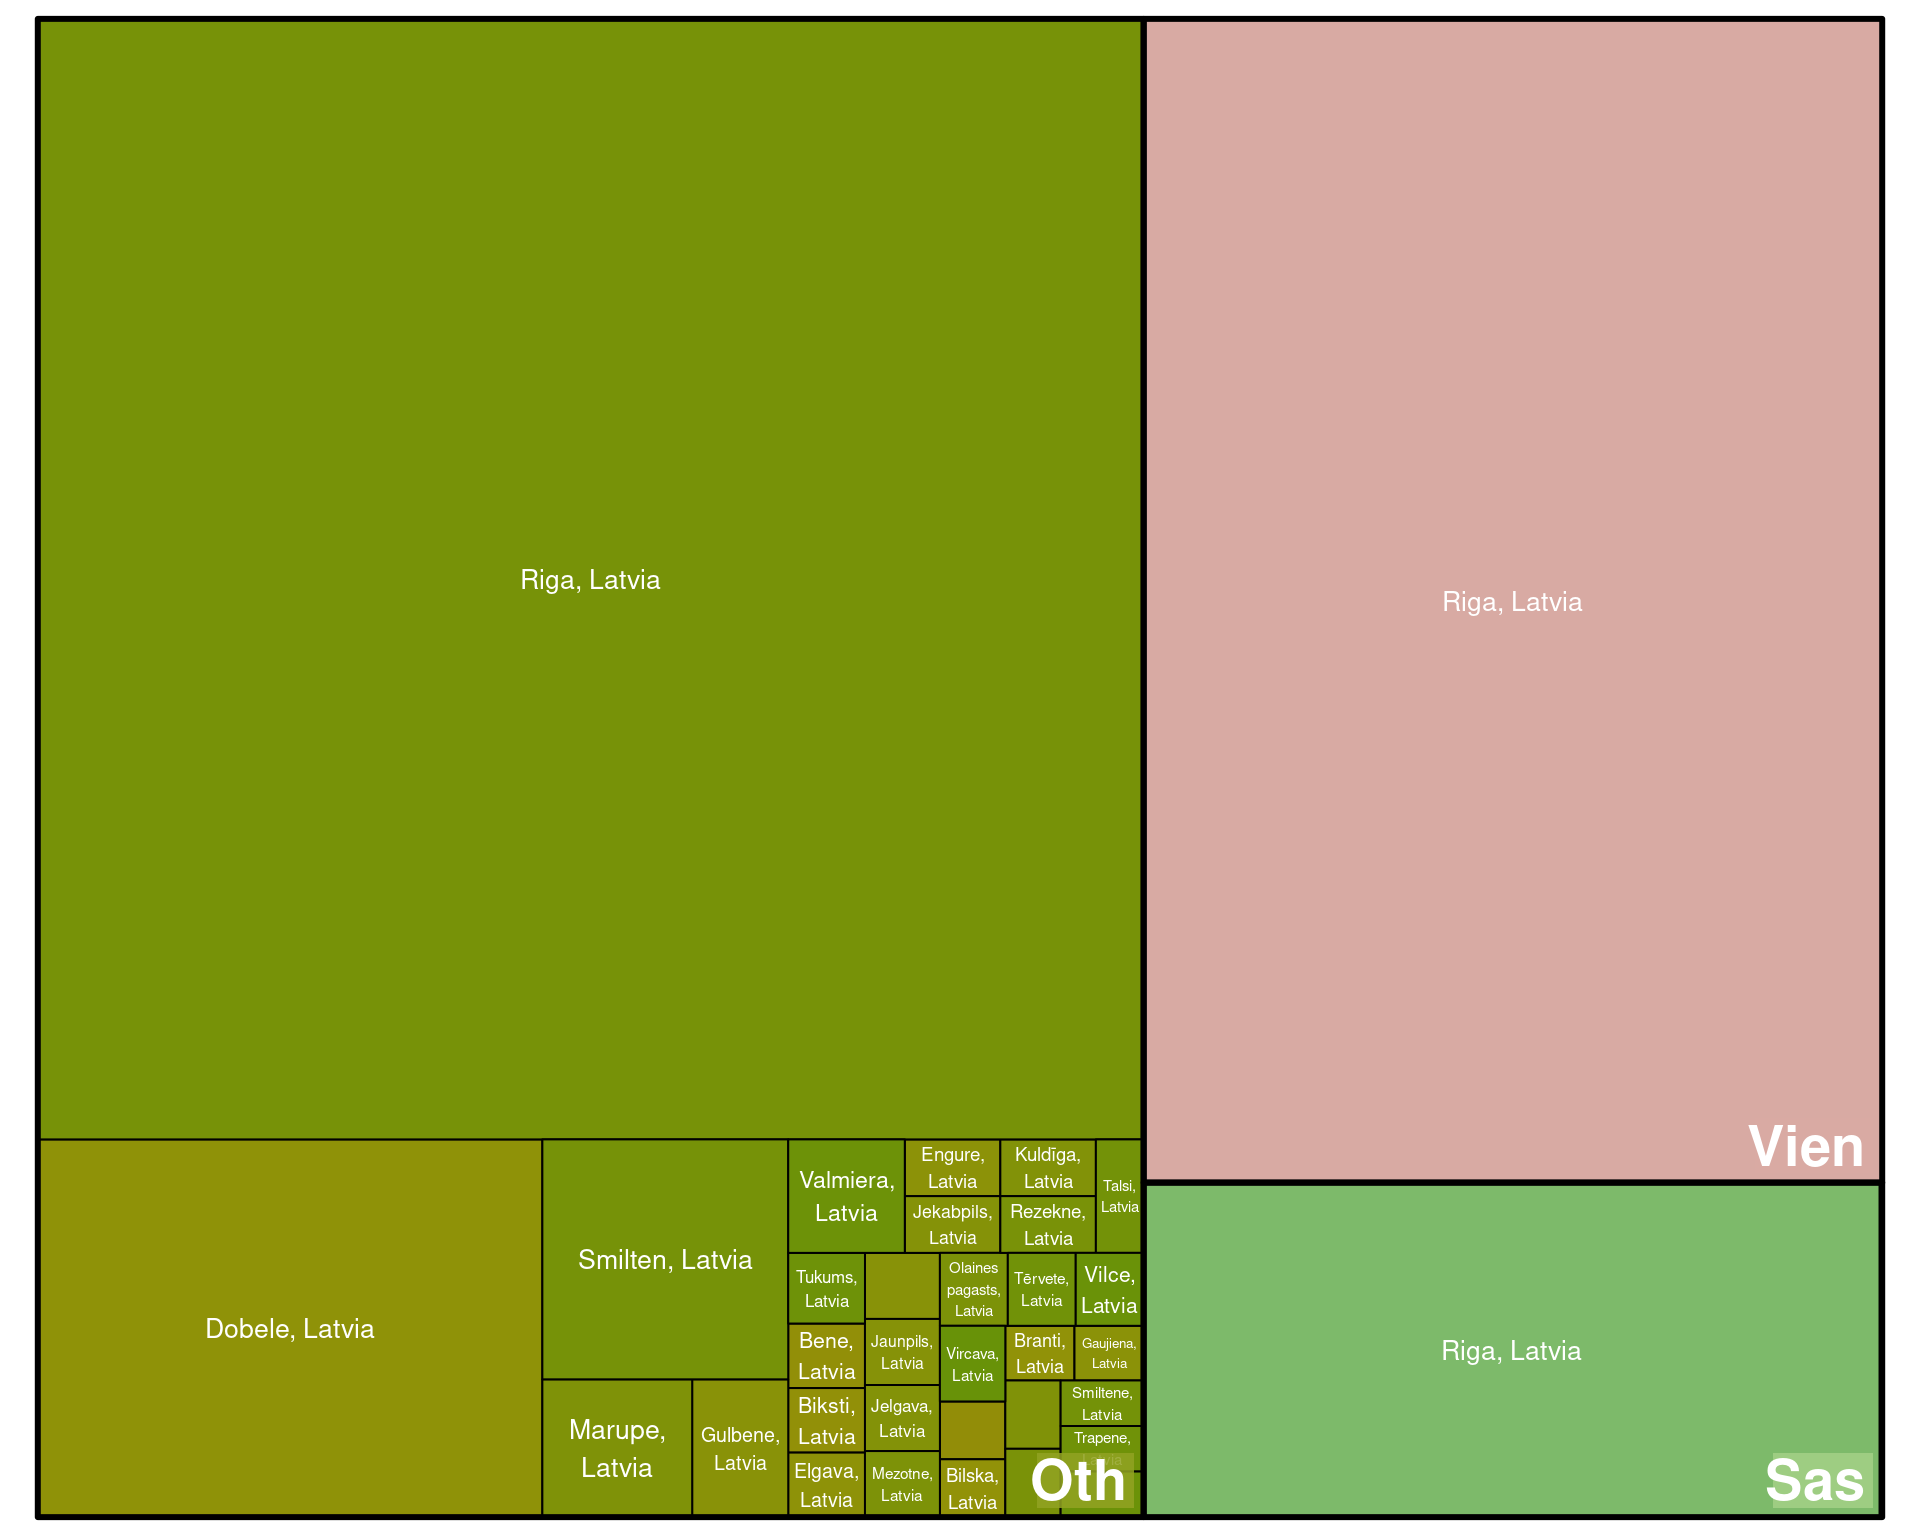 Riga, Latvia
Riga, Latvia
Vien
Dobele, Latvia
Smilten, Latvia
Marupe,
Latvia
Gulbene,
Latvia
Valmiera,
Latvia
Engure,
Latvia
Kuldīga,
Latvia
Talsi,
Latvia
Jekabpils,
Latvia
Rezekne,
Latvia
Tukums,
Latvia
Olaines
pagasts,
Latvia
Tērvete,
Latvia
Vilce,
Latvia
Bene,
Latvia
Jaunpils,
Latvia
Vircava,
Latvia
Branti,
Latvia
Gaujiena,
Latvia
Biksti,
Latvia
Jelgava,
Latvia
Smiltene,
Latvia
Trapene,
Elgava,
Latvia
Mezotne,
Latvia
Bilska,
Latvia
Oth
Riga, Latvia
Sas